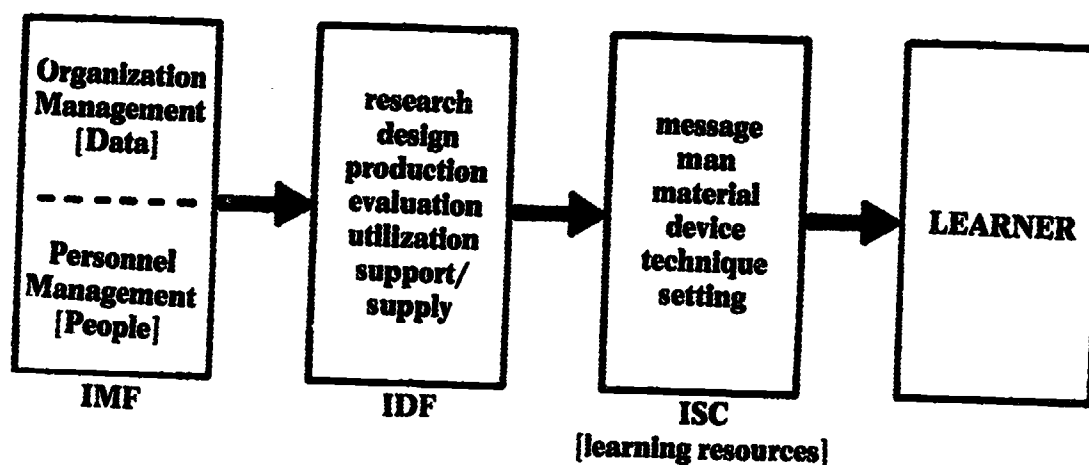 Organization
Management
[Data]
Personnel
Management
[People]
IMF
research
design
production
evaluation
utilization
support/
supply
IDF
message
man
material
device
technique
setting
ISC
[learning resources]
LEARNER